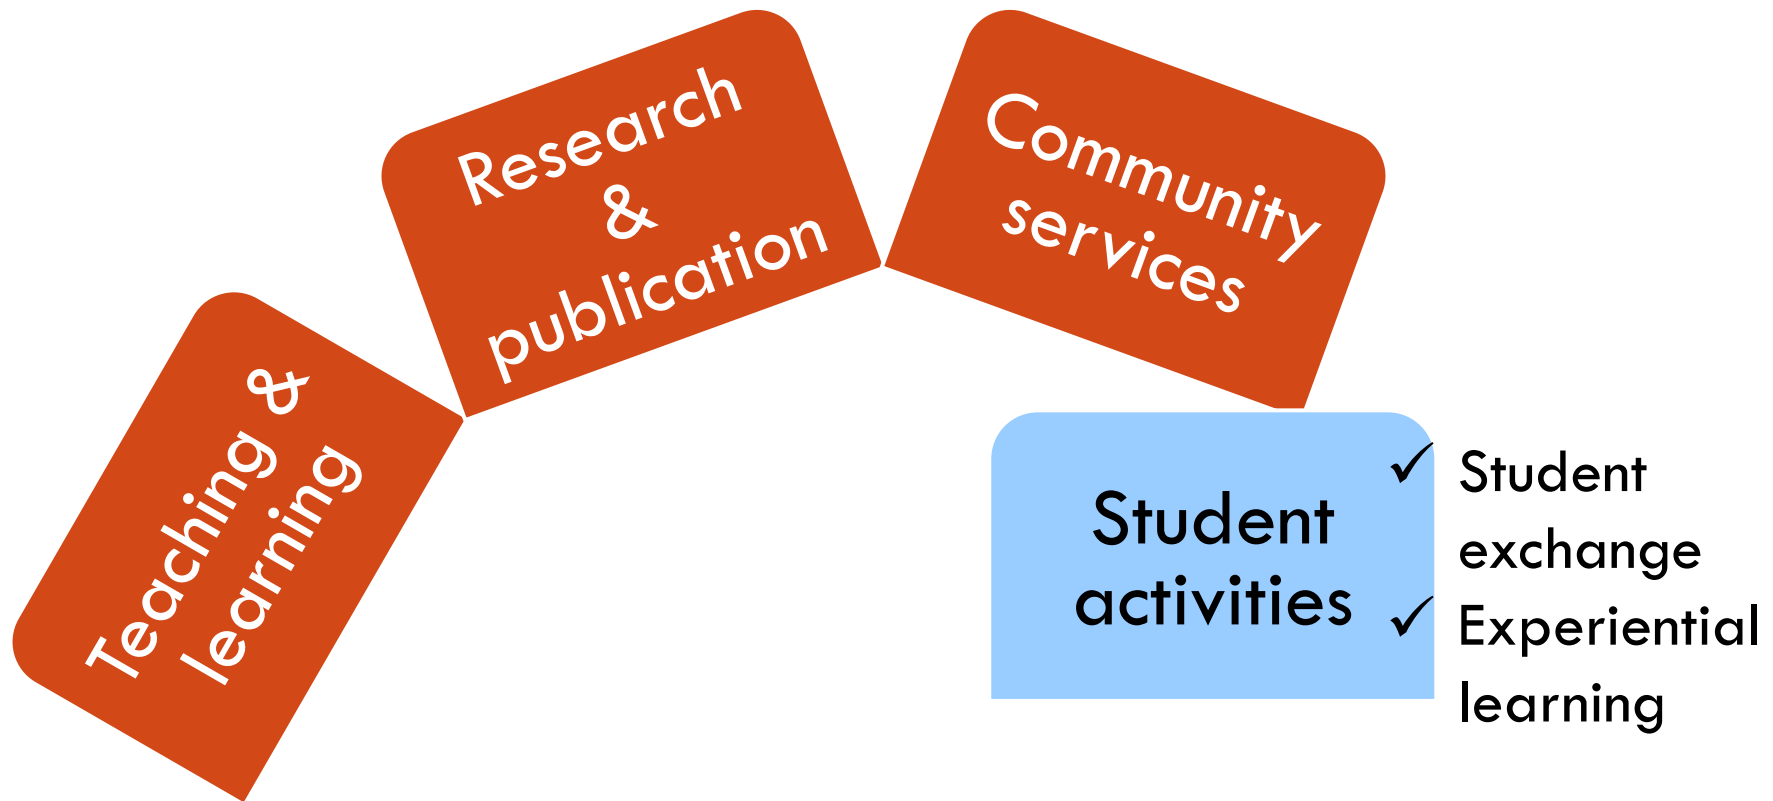 Teaching &
learning
Research
&
publication
Community
services
Student
activities
✓ Student
exchange
✓ Experiential
learning